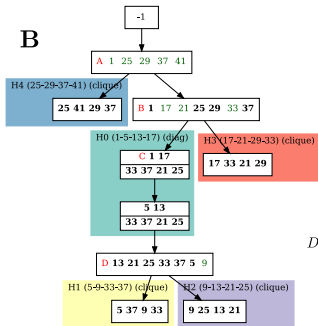 B
-1
A 1 25 29 37 41
H4 (25-29-37-41) (clique)
25 41 29 37
B 1 17 21 25 29 33 37
H0 (1-5-13-17) (diag)
C 1 17
33 37 21 25
H3 (17-21-29-33) (clique)
17 33 21 29
5 13
33 37 21 25
D
D 13 21 25 33 37 5 9
H1 (5-9-33-37) (clique)
5 37 9 33
H2 (9-13-21-25) (clique)
9 25 13 21